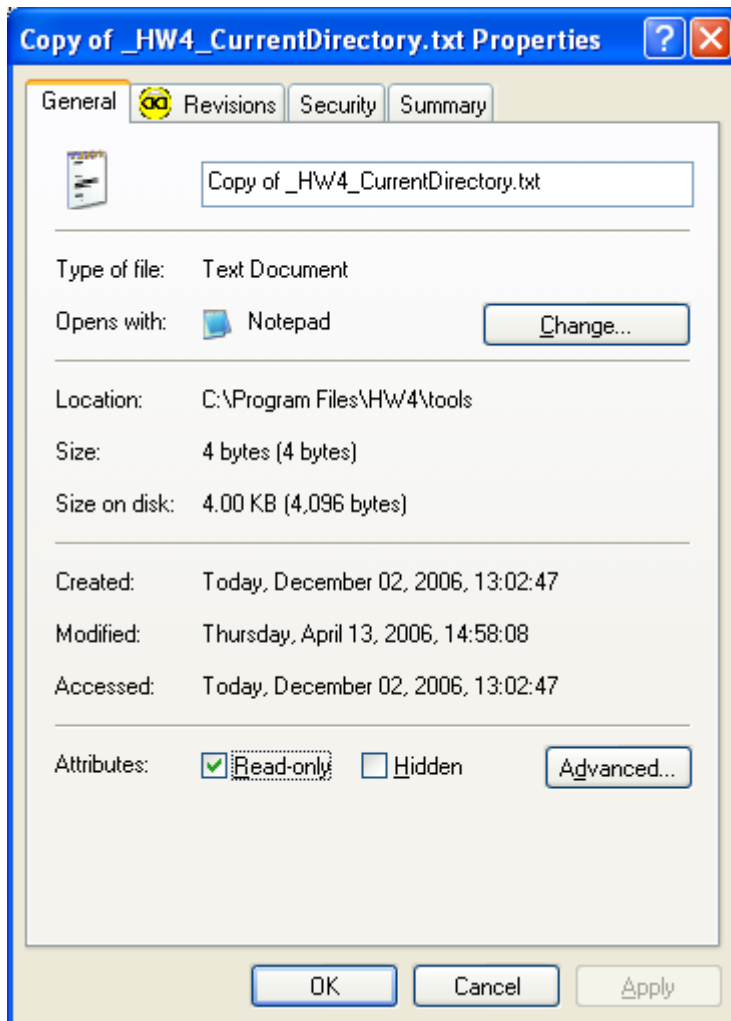 Copy of _HW4_CurrentDirectory.txt Properties
General Revisions Security Summary
Copy of _HW4_CurrentDirectory.txt
Type of file: Text Document
Opens with: Notepad Change...
Location: C:\Program Files\HW4\tools
Size: 4 bytes (4 bytes)
Size on disk: 4.00 KB (4,096 bytes)
Created: Today, December 02, 2006, 13:02:47
Modified: Thursday, April 13, 2006, 14:58:08
Accessed: Today, December 02, 2006, 13:02:47
Attributes: Read-only Hidden Advanced...
OK Cancel Apply